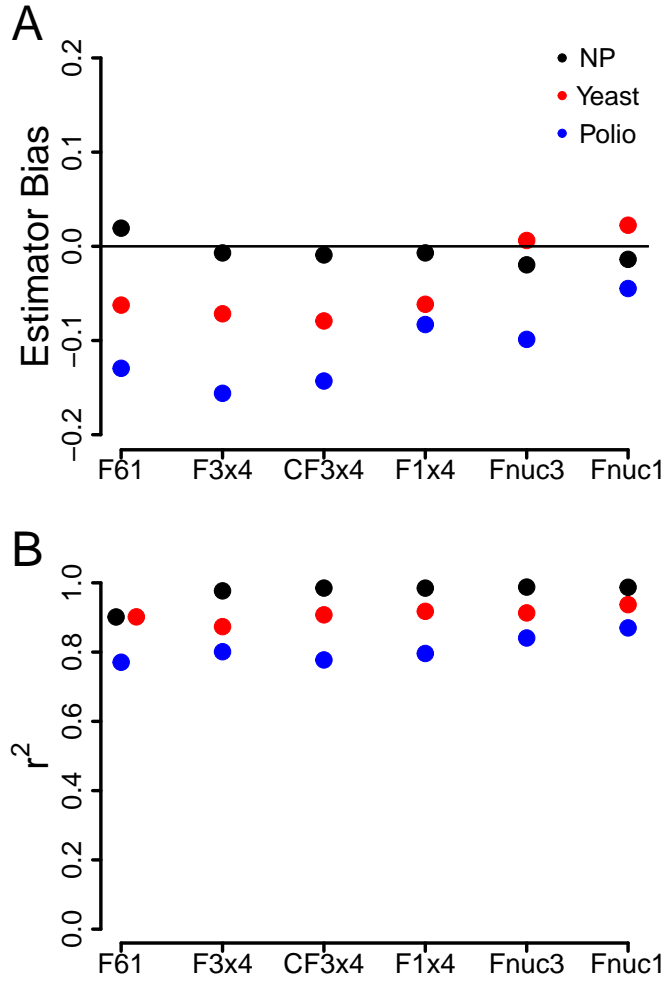 A
Estimator Bias
0.2
0.1
0.0
−0.1
−0.2
NP
Yeast
Polio
F61 F3x4 CF3x4 F1x4 Fnuc3 Fnuc1
B
r²
1.0
0.8
0.6
0.4
0.2
0.0
F61 F3x4 CF3x4 F1x4 Fnuc3 Fnuc1